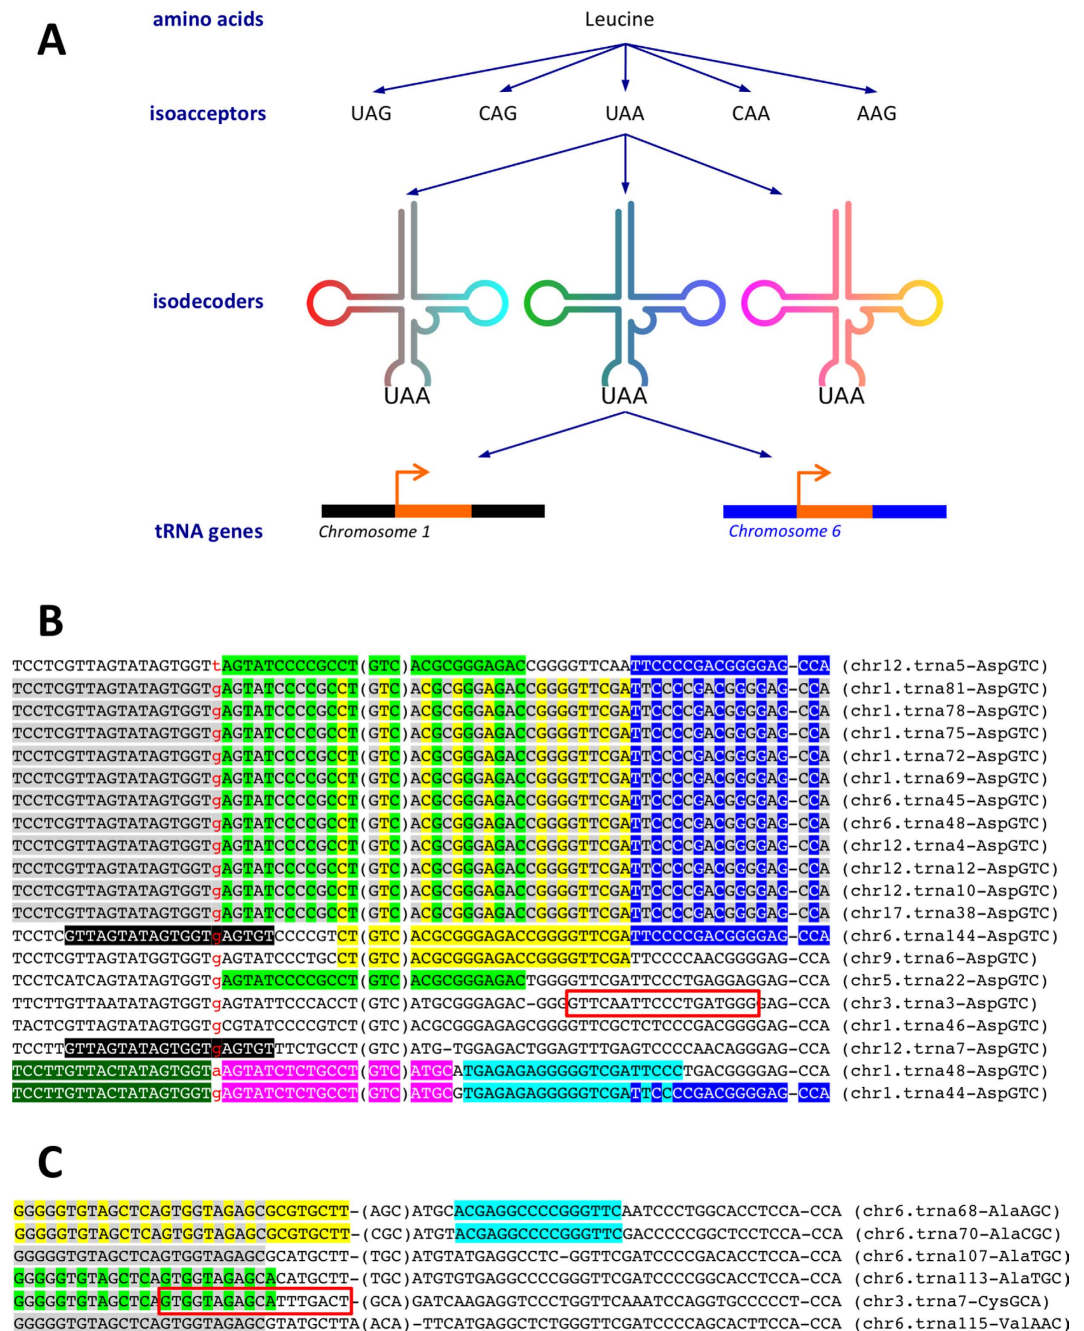 A
amino acids Leucine
isoacceptors UAG CAG UAA CAA AAG
isodecoders
UAA UAA UAA
tRNA genes Chromosome 1 Chromosome 6
B
TCCTCGTTAGTATAGTGGTtAGTATCCCCGCCT(GTC)ACGCGGGAGACCGGGGTTCAATTCCCCGACGGGGAG-CCA (chr12.trna5-AspGTC)
TCCTCGTTAGTATAGTGGTgAGTATCCCCGCCT(GTC)ACGCGGGAGACCGGGGTTCGATTCCCCGACGGGGAG-CCA (chr1.trna81-AspGTC)
TCCTCGTTAGTATAGTGGTgAGTATCCCCGCCT(GTC)ACGCGGGAGACCGGGGTTCGATTCCCCGACGGGGAG-CCA (chr1.trna78-AspGTC)
TCCTCGTTAGTATAGTGGTgAGTATCCCCGCCT(GTC)ACGCGGGAGACCGGGGTTCGATTCCCCGACGGGGAG-CCA (chr1.trna75-AspGTC)
TCCTCGTTAGTATAGTGGTgAGTATCCCCGCCT(GTC)ACGCGGGAGACCGGGGTTCGATTCCCCGACGGGGAG-CCA (chr1.trna72-AspGTC)
TCCTCGTTAGTATAGTGGTgAGTATCCCCGCCT(GTC)ACGCGGGAGACCGGGGTTCGATTCCCCGACGGGGAG-CCA (chr1.trna69-AspGTC)
TCCTCGTTAGTATAGTGGTgAGTATCCCCGCCT(GTC)ACGCGGGAGACCGGGGTTCGATTCCCCGACGGGGAG-CCA (chr6.trna45-AspGTC)
TCCTCGTTAGTATAGTGGTgAGTATCCCCGCCT(GTC)ACGCGGGAGACCGGGGTTCGATTCCCCGACGGGGAG-CCA (chr6.trna48-AspGTC)
TCCTCGTTAGTATAGTGGTgAGTATCCCCGCCT(GTC)ACGCGGGAGACCGGGGTTCGATTCCCCGACGGGGAG-CCA (chr12.trna4-AspGTC)
TCCTCGTTAGTATAGTGGTgAGTATCCCCGCCT(GTC)ACGCGGGAGACCGGGGTTCGATTCCCCGACGGGGAG-CCA (chr12.trna12-AspGTC)
TCCTCGTTAGTATAGTGGTgAGTATCCCCGCCT(GTC)ACGCGGGAGACCGGGGTTCGATTCCCCGACGGGGAG-CCA (chr12.trna10-AspGTC)
TCCTCGTTAGTATAGTGGTgAGTATCCCCGCCT(GTC)ACGCGGGAGACCGGGGTTCGATTCCCCGACGGGGAG-CCA (chr17.trna38-AspGTC)
TCCTCGTTAGTATAGTGGTgAGTGTCCCCGTCT(GTC)ACGCGGGAGACCGGGGTTCGATTCCCCGACGGGGAG-CCA (chr6.trna144-AspGTC)
TCCTCGTTAGTATGGTGGTgAGTATCCCTGCCT(GTC)ACGCGGGAGACCGGGGTTCGATTCCCCAACGGGGAG-CCA (chr9.trna6-AspGTC)
TCCTCATCAGTATAGTGGTgAGTATCCCCGCCT(GTC)ACGCGGGAGACTGGGGTTCGATTCCCTGAGGAGGAG-CCA (chr5.trna22-AspGTC)
TTCTTGTTAATATAGTGGTgAGTATTCCCACCT(GTC)ATGCGGGAGAC-GGGGTTCAATTCCCTGATGGGGAG-CCA (chr3.trna3-AspGTC)
TACTCGTTAGTATAGTGGTgCGTATCCCCGTCT(GTC)ACGCGGGAGAGCGGGGTTCGCTCTCCCGACGGGGAG-CCA (chr1.trna46-AspGTC)
TCCTTGTTAGTATAGTGGTgAGTGTTTCTGCCT(GTC)ATG-TGGAGACTGGAGTTTGAGTCCCCAACAGGGAG-CCA (chr12.trna7-AspGTC)
TCCTTGTTACTATAGTGGTaAGTATCTCTGCCT(GTC)ATGCATGAGAGAGGGGGTCGATTCCCTGACGGGGAG-CCA (chr1.trna48-AspGTC)
TCCTTGTTACTATAGTGGTgAGTATCTCTGCCT(GTC)ATGCGTGAGAGAGGGGGTCGATTCCCCGACGGGGAG-CCA (chr1.trna44-AspGTC)
C
GGGGGTGTAGCTCAGTGGTAGAGCGCGTGCTT-(AGC)ATGCACGAGGCCCCGGGTTCAATCCCTGGCACCTCCA-CCA (chr6.trna68-AlaAGC)
GGGGGTGTAGCTCAGTGGTAGAGCGCGTGCTT-(CGC)ATGTACGAGGCCCCGGGTTCGACCCCCGGCTCCTCCA-CCA (chr6.trna70-AlaCGC)
GGGGGTGTAGCTCAGTGGTAGAGCGCATGCTT-(TGC)ATGTATGAGGCCTC-GGTTCGATCCCCGACACCTCCA-CCA (chr6.trna107-AlaTGC)
GGGGGTGTAGCTCAGTGGTAGAGCACATGCTT-(TGC)ATGTGTGAGGCCCCGGGTTCGATCCCCGGCACCTCCA-CCA (chr6.trna113-AlaTGC)
GGGGGTGTAGCTCAGTGGTAGAGCATTTGACT-(GCA)GATCAAGAGGTCCCTGGTTCAAATCCAGGTGCCCCCT-CCA (chr3.trna7-CysGCA)
GGGGGTGTAGCTCAGTGGTAGAGCGTATGCTTA(ACA)-TTCATGAGGCTCTGGGTTCGATCCCCAGCACTTCCA-CCA (chr6.trna115-ValAAC)